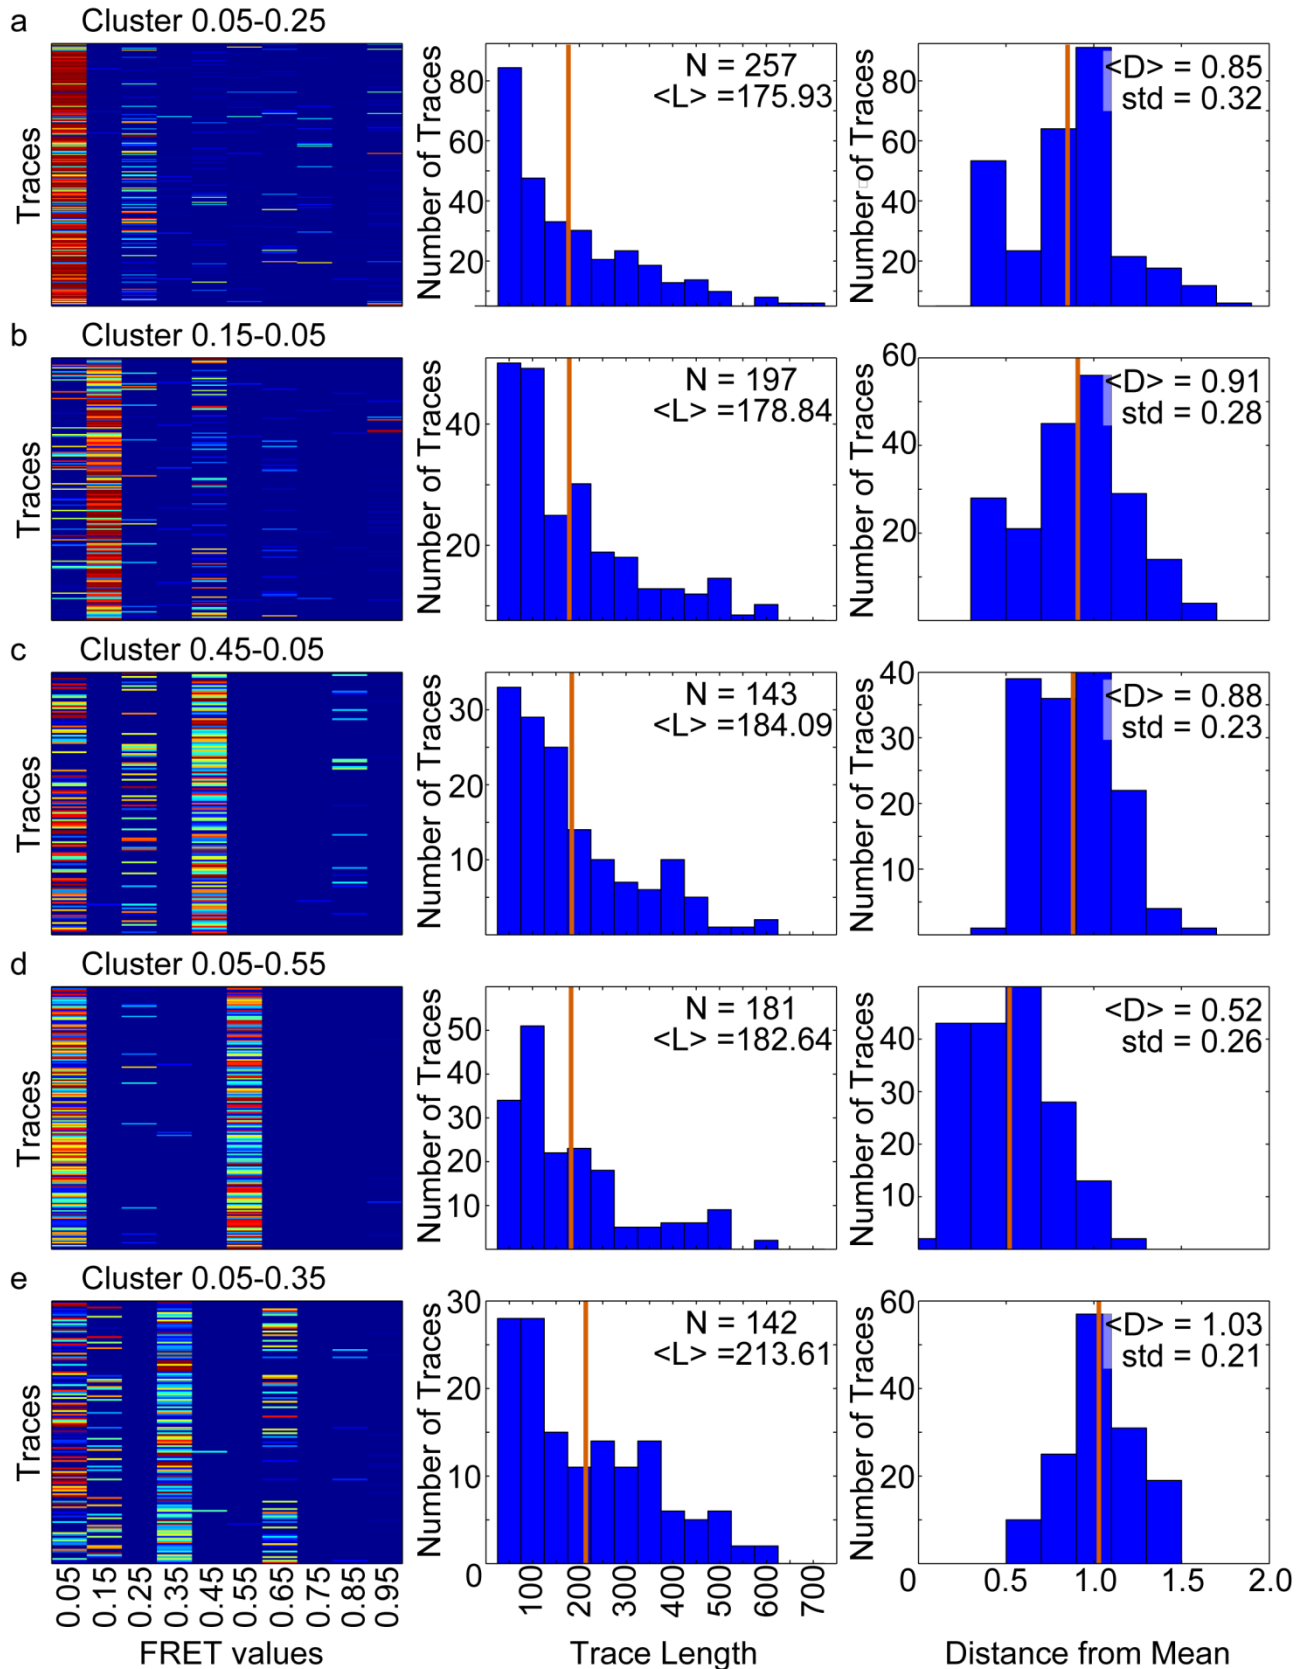 a Cluster 0.05-0.25
Traces
Number of Traces
80
60
40
20
N = 257
<L> =175.93
Number of Traces
80
60
40
20
<D> = 0.85
std = 0.32
b Cluster 0.15-0.05
Traces
Number of Traces
40
20
N = 197
<L> =178.84
Number of Traces
60
40
20
<D> = 0.91
std = 0.28
c Cluster 0.45-0.05
Traces
Number of Traces
30
20
10
N = 143
<L> =184.09
Number of Traces
40
30
20
10
<D> = 0.88
std = 0.23
d Cluster 0.05-0.55
Traces
Number of Traces
50
40
30
20
10
N = 181
<L> =182.64
Number of Traces
40
30
20
10
<D> = 0.52
std = 0.26
e Cluster 0.05-0.35
Traces
Number of Traces
30
20
10
0
N = 142
<L> =213.61
Number of Traces
60
40
20
<D> = 1.03
std = 0.21
0.05 0.15 0.25 0.35 0.45 0.55 0.65 0.75 0.85 0.95
100 200 300 400 500 600 700
0 0.5 1.0 1.5 2.0
FRET values
Trace Length
Distance from Mean